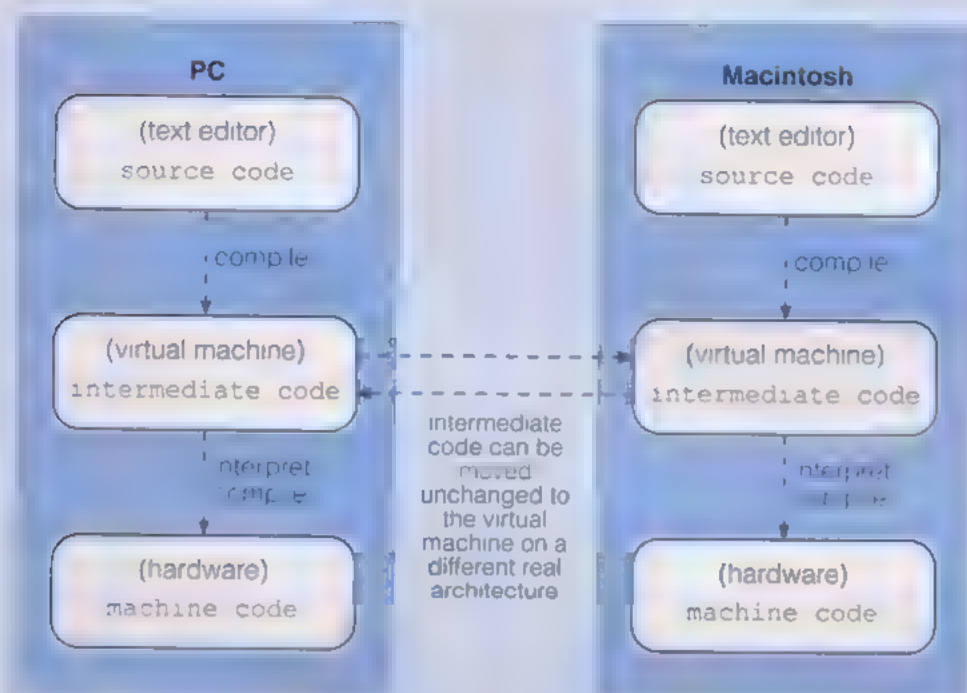 PC
(text editor)
source code
compile
(virtual machine)
intermediate code
interpret
compile
(hardware)
machine code
intermediate
code can be
moved
unchanged to
the virtual
machine on a
different real
architecture
Macintosh
(text editor)
source code
compile
(virtual machine)
intermediate code
interpret
(hardware)
machine code